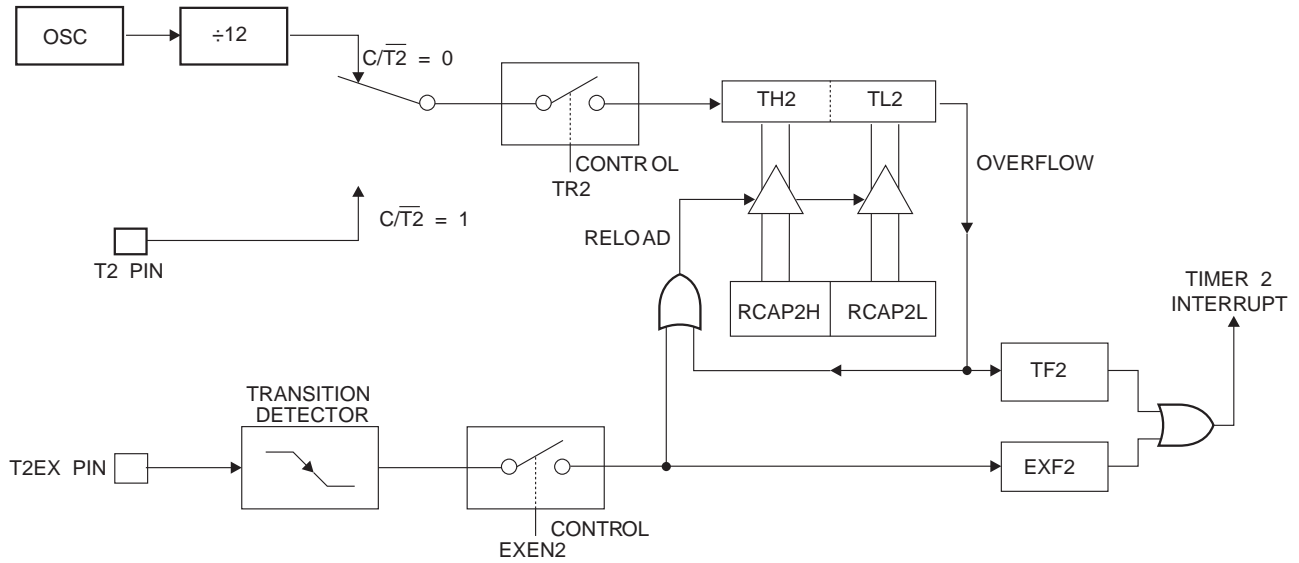 OSC
÷12
C/T2 = 0
TH2
TL2
CONTROL
TR2
OVERFLOW
C/T2 = 1
RELOAD
T2 PIN
RCAP2H
RCAP2L
TIMER 2
INTERRUPT
TF2
TRANSITION
DETECTOR
T2EX PIN
EXF2
CONTROL
EXEN2